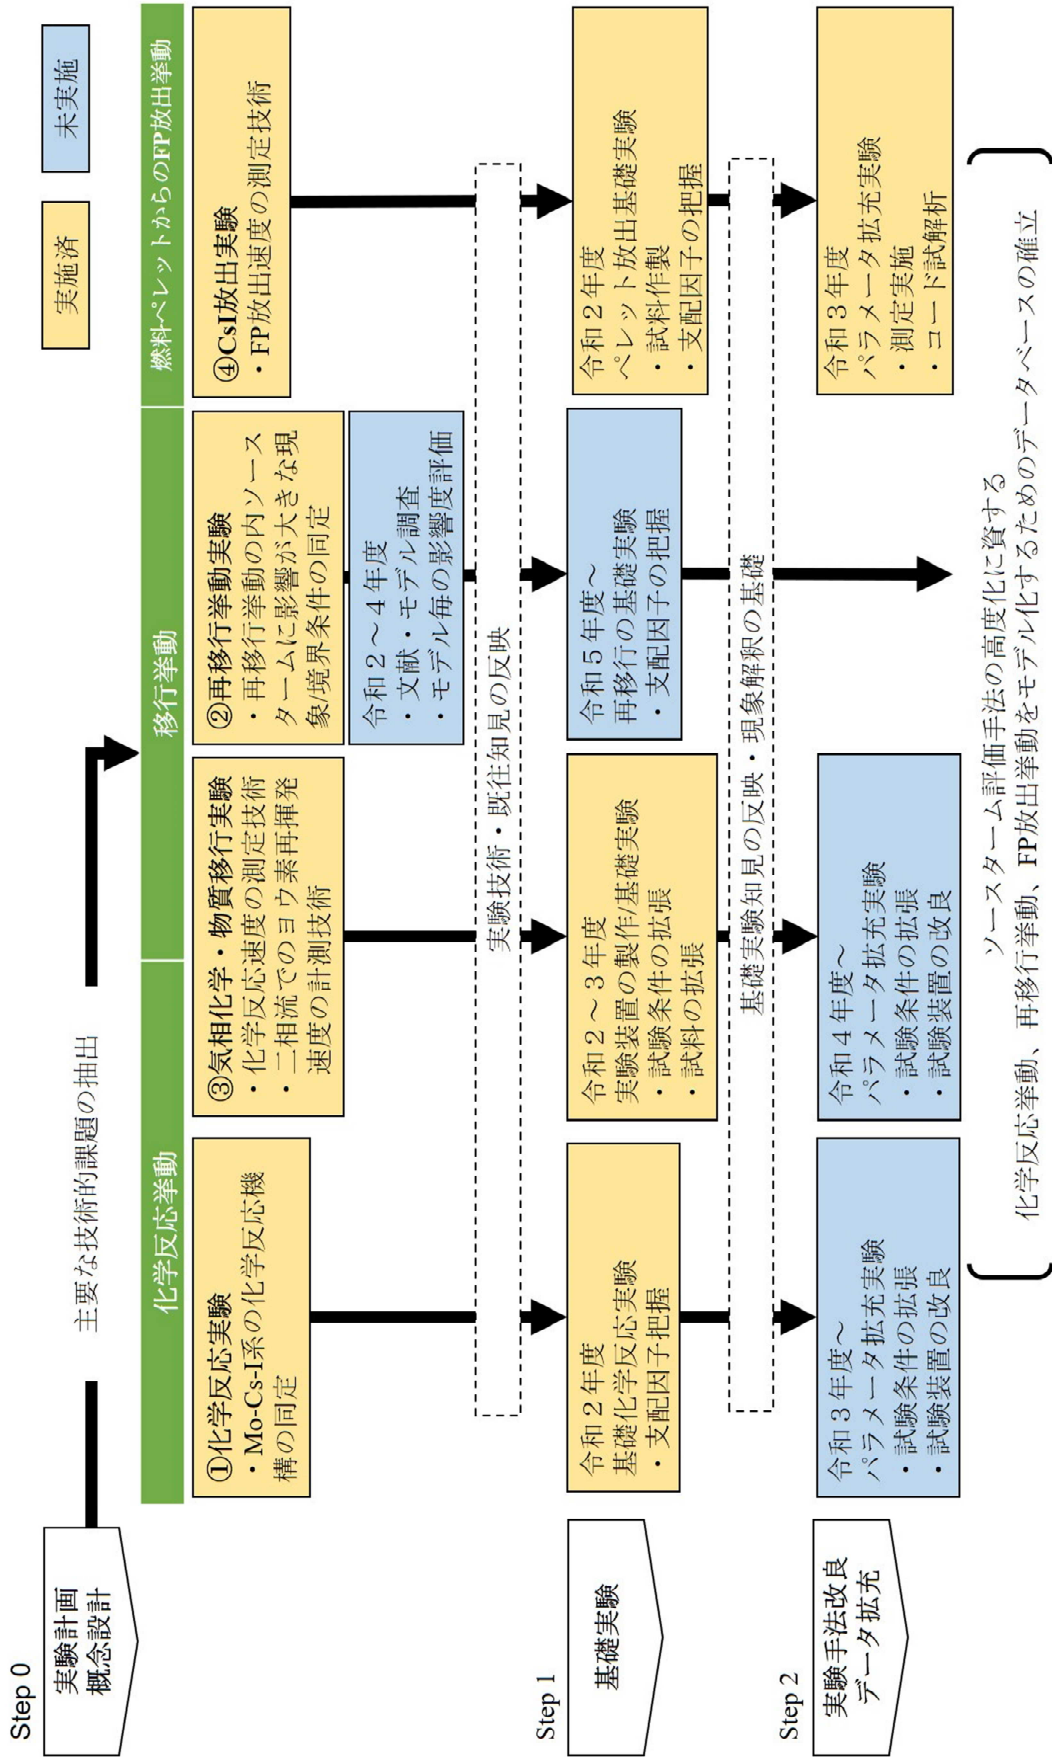 実施済
未実施
Step 0
実験計画
概念設計
主要な技術的課題の抽出
化学反応挙動
移行挙動
燃料ペレットからのFP放出挙動
①化学反応実験
・Mo-Cs-I系の化学反応機
構の同定
③気相化学・物質移行実験
・化学反応速度の測定技術
・二相流でのヨウ素再揮発
速度の計測技術
②再移行挙動実験
・再移行挙動の内ソース
タームに影響が大きな現
象/境界条件の同定
令和２～４年度
・文献・モデル調査
・モデル毎の影響度評価
④CsI放出実験
・FP放出速度の測定技術
実験技術・既往知見の反映
Step 1
基礎実験
令和２年度
基礎化学反応実験
・支配因子把握
令和２～３年度
実験装置の製作/基礎実験
・試験条件の拡張
・試料の拡張
令和５年度～
再移行の基礎実験
・支配因子の把握
令和２年度
ペレット放出基礎実験
・試料作製
・支配因子の把握
基礎実験知見の反映・現象解釈の基礎
Step 2
実験手法改良
データ拡充
令和３年度～
パラメータ拡充実験
・試験条件の拡張
・試験装置の改良
令和４年度～
パラメータ拡充実験
・試験条件の拡張
・試験装置の改良
令和３年度
パラメータ拡充実験
・測定実施
・コード試解析
ソースターム評価手法の高度化に資する
化学反応挙動、再移行挙動、FP放出挙動をモデル化するためのデータベースの確立